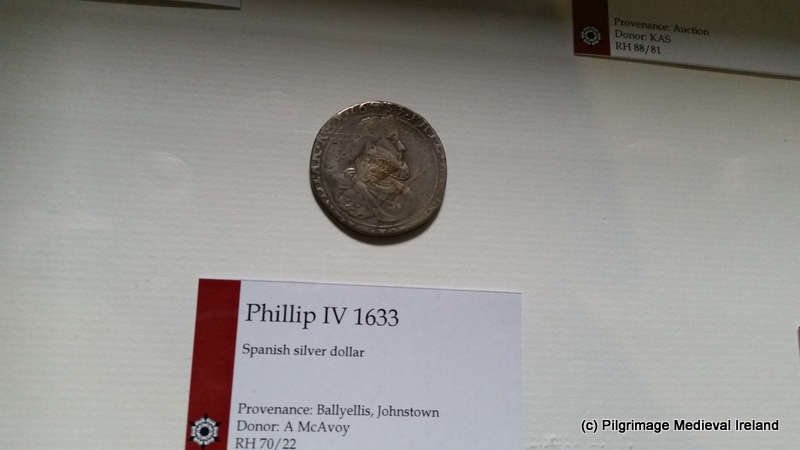 Provenance: Auction
Donor: KAS
RH 88/81
Phillip IV 1633
Spanish silver dollar
Provenance: Ballyellis, Johnstown
Donor: A McAvoy
RH 70/22
(c) Pilgrimage Medieval Ireland